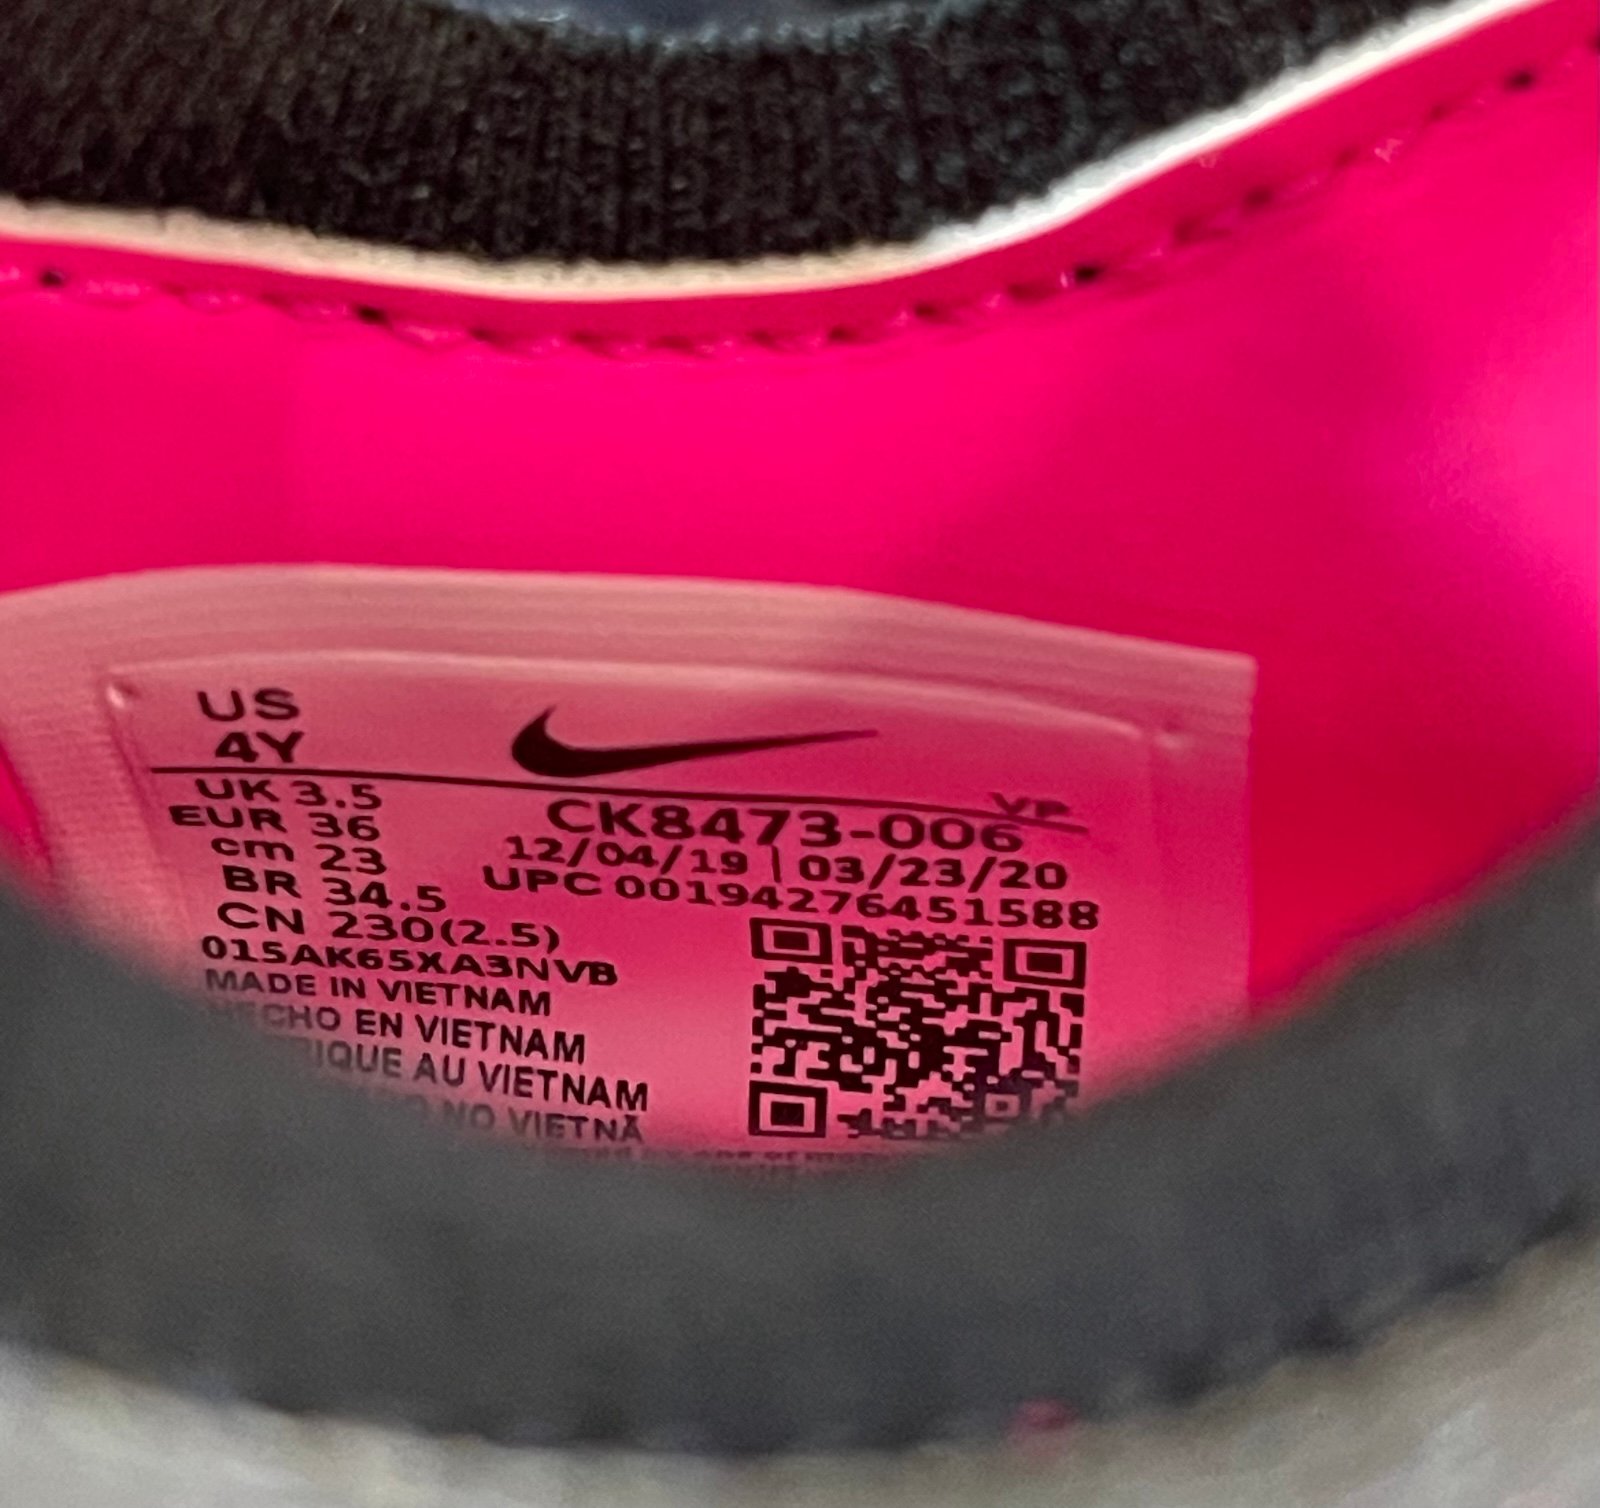 US
4Y
VP
UK 3.5
EUR 36
cm 23
BR 34.5
CN 230(2.5)
CK8473-006
12/04/19 | 03/23/20
UPC 00194276451588
015AK65XA3NVB
MADE IN VIETNAM
HECHO EN VIETNAM
RIQUE AU VIETNAM
NO VIETNÃ